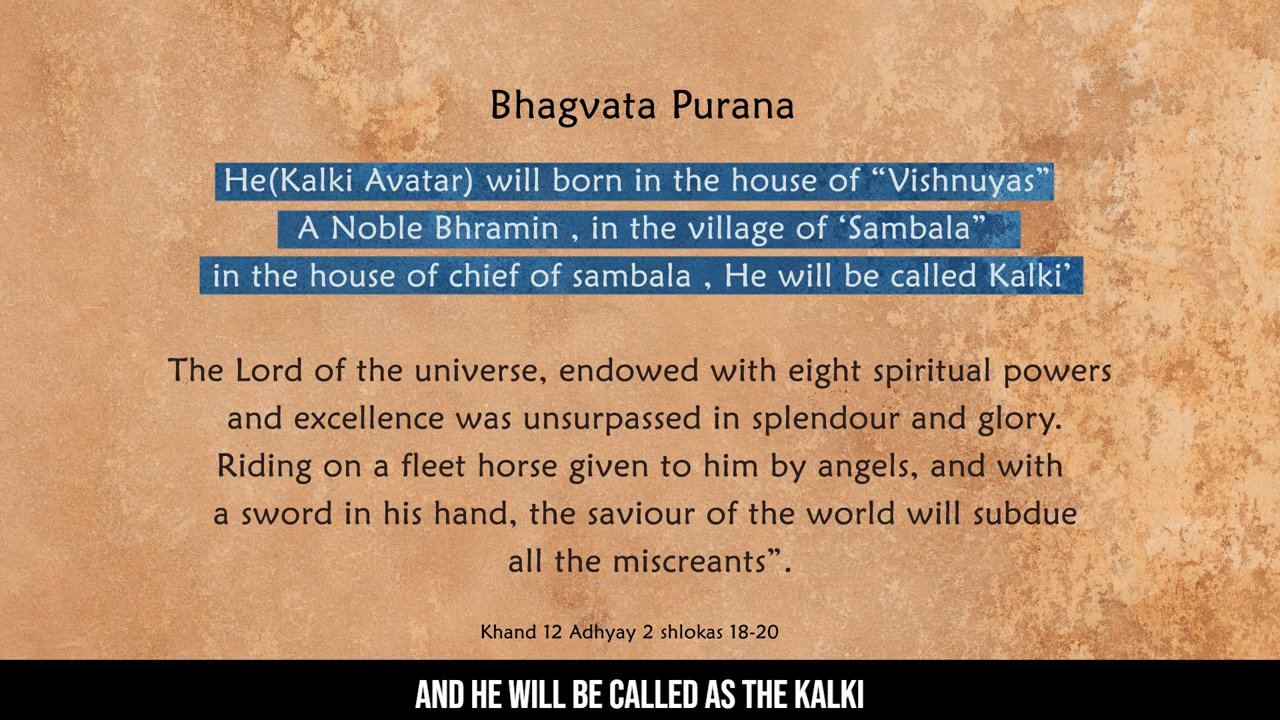 Bhagvata Purana
He(Kalki Avatar) will born in the house of “Vishnuyas”
A Noble Bhramin , in the village of ‘Sambala”
in the house of chief of sambala , He will be called Kalki’
The Lord of the universe, endowed with eight spiritual powers
and excellence was unsurpassed in splendour and glory.
Riding on a fleet horse given to him by angels, and with
a sword in his hand, the saviour of the world will subdue
all the miscreants”.
Khand 12 Adhyay 2 shlokas 18-20
AND HE WILL BE CALLED AS THE KALKI